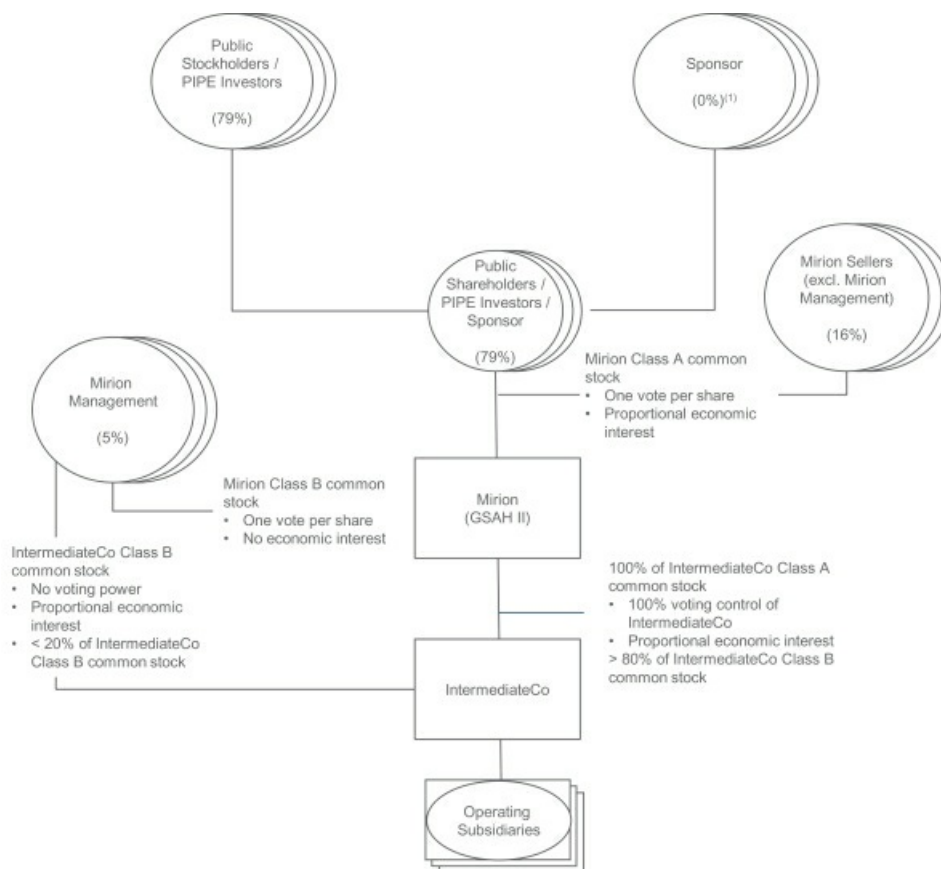 Public
Stockholders /
PIPE Investors
(79%)
Sponsor
(0%)(1)
Public
Shareholders /
PIPE Investors /
Sponsor
(79%)
Mirion Sellers
(excl. Mirion
Management)
(16%)
Mirion Class A common
stock
• One vote per share
• Proportional economic
interest
Mirion
Management
(5%)
Mirion Class B common
stock
• One vote per share
• No economic interest
Mirion
(GSAH II)
IntermediateCo Class B
common stock
• No voting power
• Proportional economic
interest
• < 20% of IntermediateCo
Class B common stock
100% of IntermediateCo Class A
common stock
• 100% voting control of
IntermediateCo
• Proportional economic interest
> 80% of IntermediateCo Class B
common stock
IntermediateCo
Operating
Subsidiaries